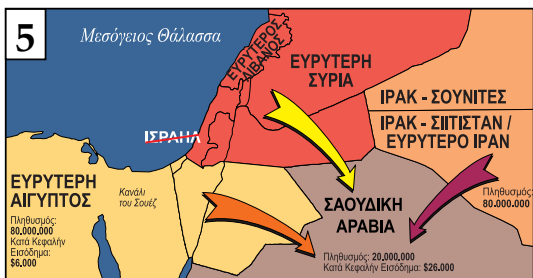 5
Μεσόγειος Θάλασσα
ΕΥΡΥΤΕΡΟΣ
ΛΙΒΑΝΟΣ
ΕΥΡΥΤΕΡΗ
ΣΥΡΙΑ
ΙΡΑΚ - ΣΟΥΝΙΤΕΣ
ΙΡΑΚ - ΣΙΙΤΙΣΤΑΝ /
ΕΥΡΥΤΕΡΟ ΙΡΑΝ
ΙΣΡΑΗΛ
ΕΥΡΥΤΕΡΗ
ΑΙΓΥΠΤΟΣ
Πληθυσμός:
80,000,000
Κατά Κεφαλήν
Εισόδημα:
$6,000
Κανάλι
του Σουέζ
ΣΑΟΥΔΙΚΗ
ΑΡΑΒΙΑ
Πληθυσμός:
80.000.000
Πληθυσμός: 20,000,000
Κατά Κεφαλήν Εισόδημα: $26.000